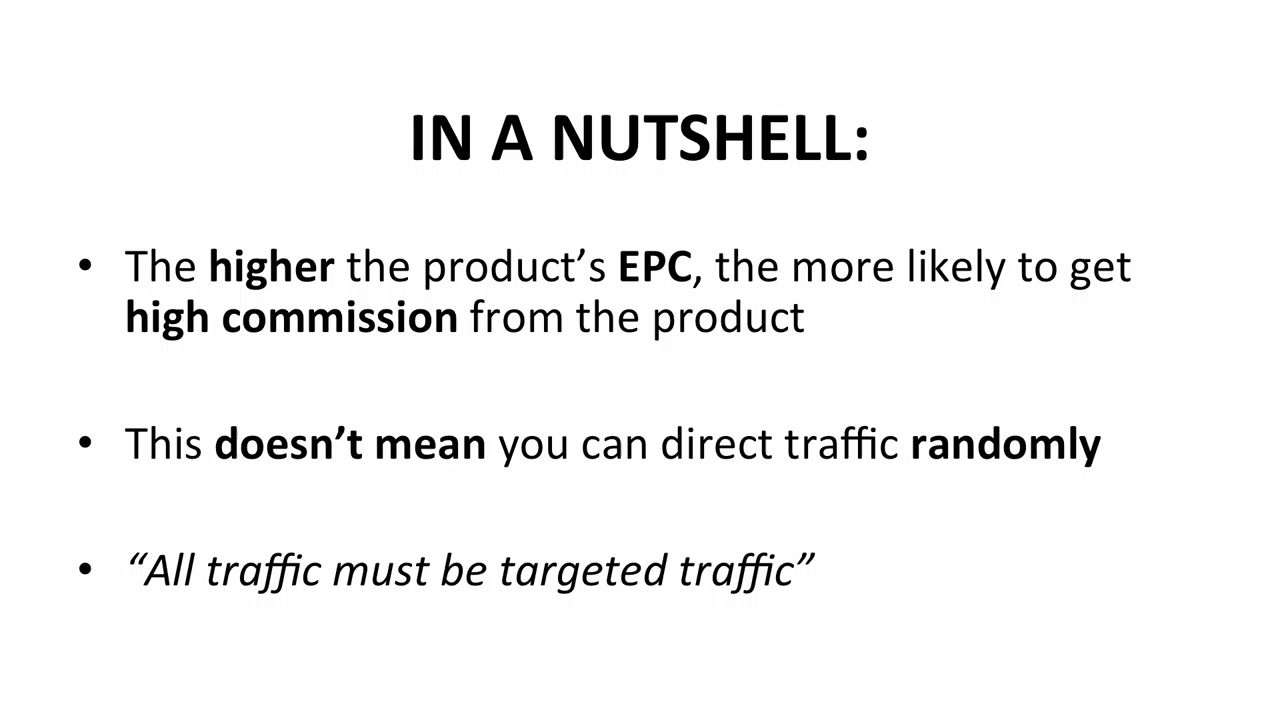 IN A NUTSHELL:
• The higher the product’s EPC, the more likely to get
high commission from the product
• This doesn’t mean you can direct traffic randomly
• “All traffic must be targeted traffic”